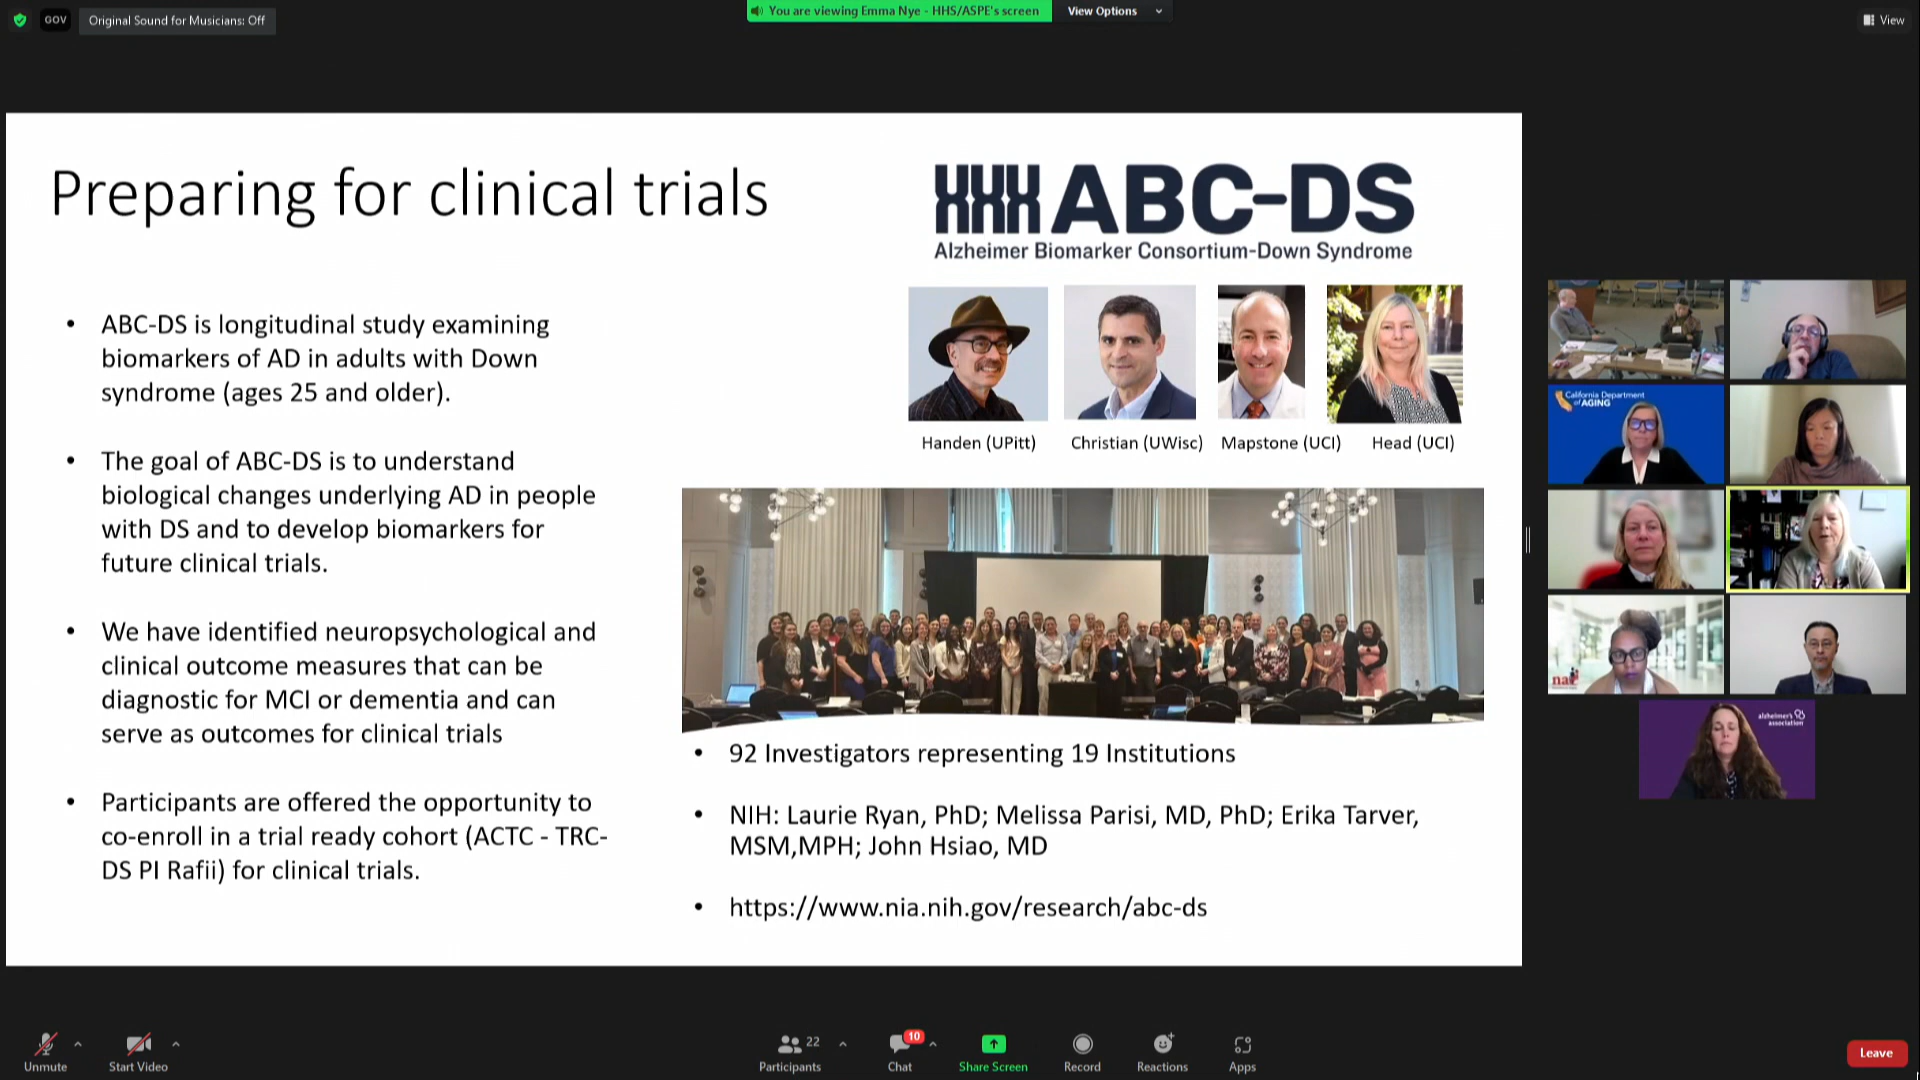 GOV
Original Sound for Musicians: Off
You are viewing Emma Nye - HHS/ASPE's screen
View Options
View
Preparing for clinical trials
ABC-DS
Alzheimer Biomarker Consortium-Down Syndrome
• ABC-DS is longitudinal study examining
biomarkers of AD in adults with Down
syndrome (ages 25 and older).
• The goal of ABC-DS is to understand
biological changes underlying AD in people
with DS and to develop biomarkers for
future clinical trials.
• We have identified neuropsychological and
clinical outcome measures that can be
diagnostic for MCI or dementia and can
serve as outcomes for clinical trials
• Participants are offered the opportunity to
co-enroll in a trial ready cohort (ACTC - TRC-
DS PI Rafii) for clinical trials.
Handen (UPitt)
Christian (UWisc)
Mapstone (UCI)
Head (UCI)
• 92 Investigators representing 19 Institutions
• NIH: Laurie Ryan, PhD; Melissa Parisi, MD, PhD; Erika Tarver,
MSM,MPH; John Hsiao, MD
• https://www.nia.nih.gov/research/abc-ds
California Department
of AGING
alzheimer's
association
Unmute
Start Video
22
Participants
10
Chat
Share Screen
Record
Reactions
Apps
Leave